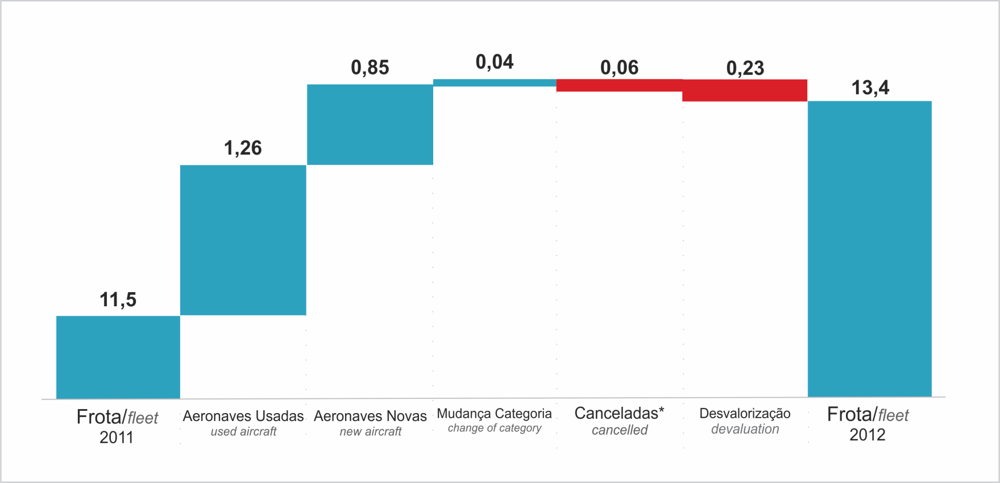 11,5
1,26
0,85
0,04
0,06
0,23
13,4
Frota/fleet
2011
Aeronaves Usadas
used aircraft
Aeronaves Novas
new aircraft
Mudança Categoria
change of category
Canceladas*
cancelled
Desvalorização
devaluation
Frota/fleet
2012